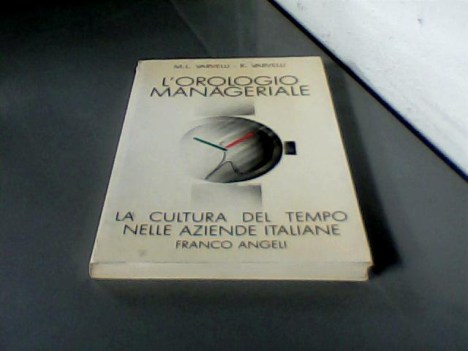 M.L. VARVELLI - R. VARVELLI
L'OROLOGIO
MANAGERIALE
LA CULTURA DEL TEMPO
NELLE AZIENDE ITALIANE
FRANCO ANGELI